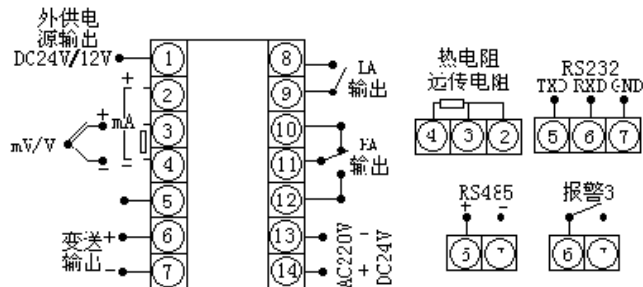 外供电
源输出
DC24V/12V
1
2
3
4
5
6
7
+
mA
-
+
mV/V
-
变送
输出
+
-
8
9
10
11
12
13
14
LA
输出
HA
输出
AC220V
- + DC24V
热电阻
远传电阻
4
3
2
RS232
TXD RXD GND
5
6
7
RS485
+ -
5
7
报警3
6
7